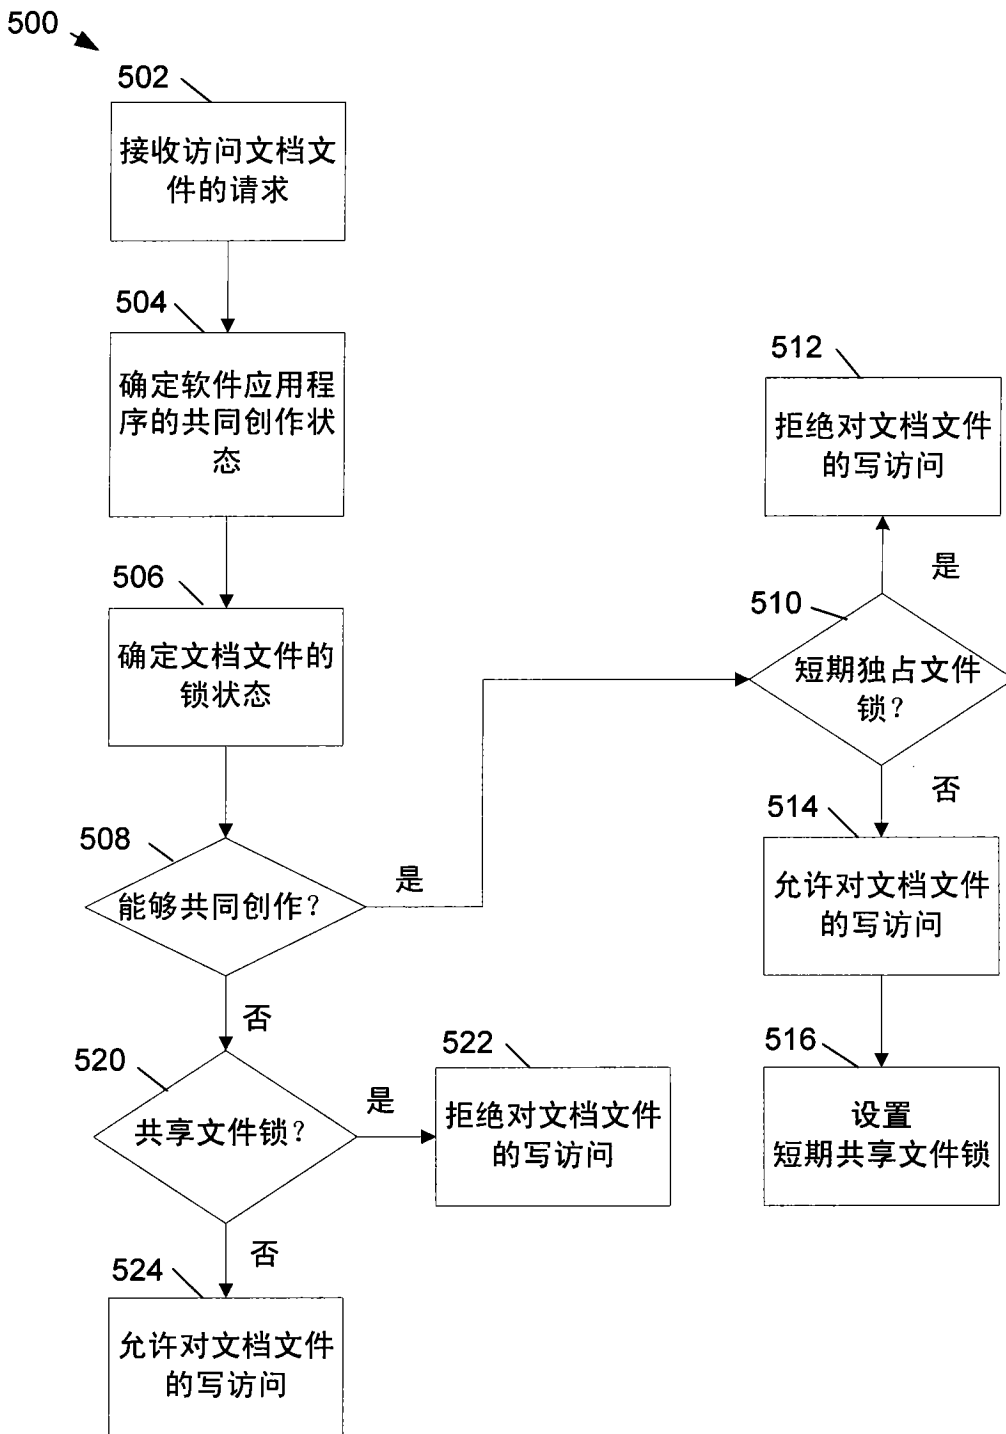 500
502
接收访问文档文
件的请求
504
确定软件应用程
序的共同创作状
态
506
确定文档文件的
锁状态
508
能够共同创作？
是
否
510
短期独占文件
锁？
是
否
512
拒绝对文档文件
的写访问
514
允许对文档文件
的写访问
516
设置
短期共享文件锁
520
共享文件锁？
是
否
522
拒绝对文档文件
的写访问
524
允许对文档文件
的写访问